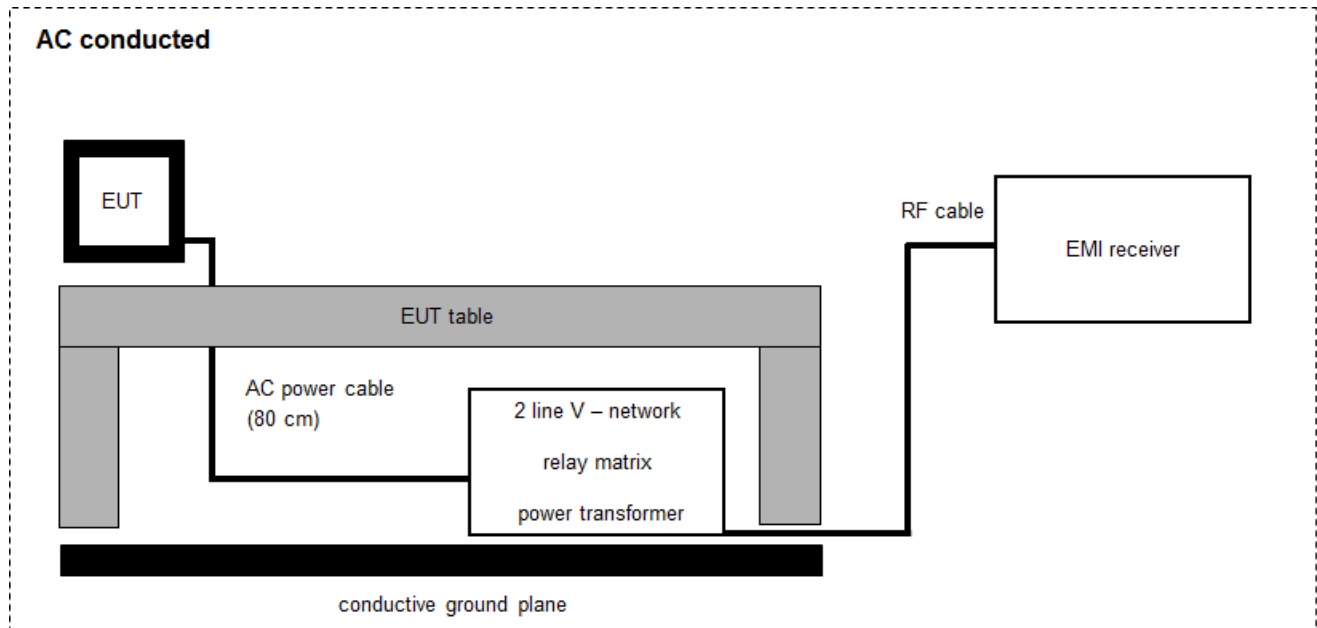 AC conducted
EUT
RF cable
EMI receiver
EUT table
AC power cable
(80 cm)
2 line V – network
relay matrix
power transformer
conductive ground plane